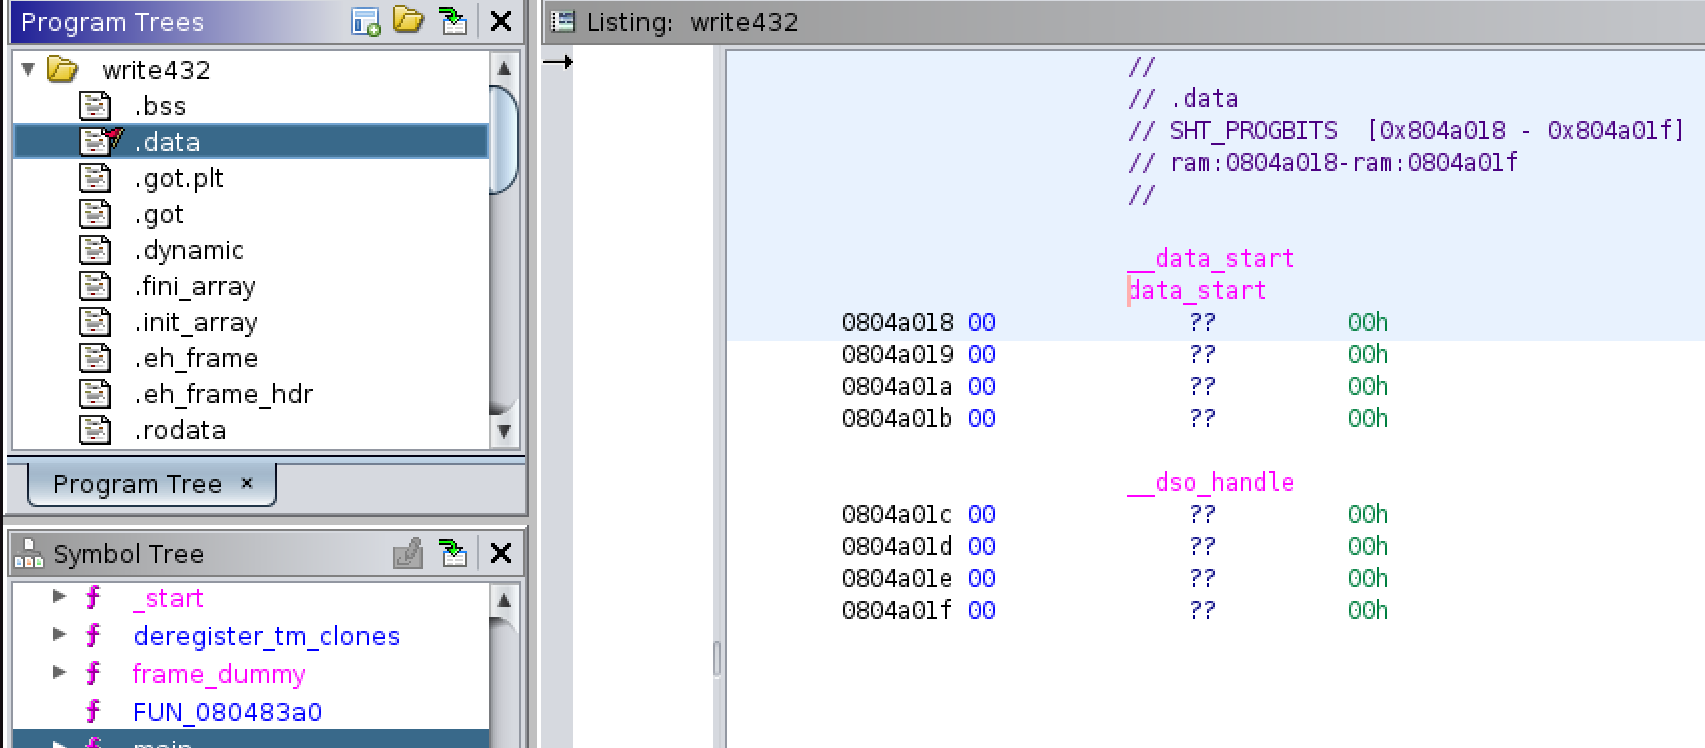 Program Trees
write432
.bss
.data
.got.plt
.got
.dynamic
.fini_array
.init_array
.eh_frame
.eh_frame_hdr
.rodata
Program Tree ×
Symbol Tree
f _start
f deregister_tm_clones
f frame_dummy
f FUN_080483a0
f main
Listing: write432
//
// .data
// SHT_PROGBITS [0x804a018 - 0x804a01f]
// ram:0804a018-ram:0804a01f
//
__data_start
data_start
0804a018 00 ?? 00h
0804a019 00 ?? 00h
0804a01a 00 ?? 00h
0804a01b 00 ?? 00h
__dso_handle
0804a01c 00 ?? 00h
0804a01d 00 ?? 00h
0804a01e 00 ?? 00h
0804a01f 00 ?? 00h